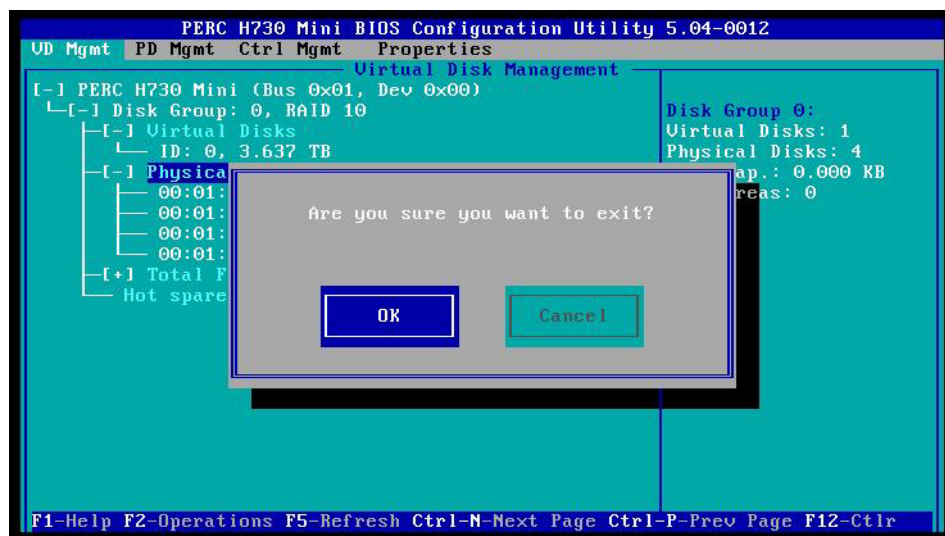 PERC H730 Mini BIOS Configuration Utility 5.04-0012
VD Mgmt PD Mgmt Ctrl Mgmt Properties
Virtual Disk Management
[-] PERC H730 Mini (Bus 0x01, Dev 0x00)
[-] Disk Group: 0, RAID 10
[-] Virtual Disks
ID: 0, 3.637 TB
[-] Physica
00:01:
00:01:
00:01:
00:01:
[+] Total F
Hot spare
Disk Group 0:
Virtual Disks: 1
Physical Disks: 4
ap.: 0.000 KB
reas: 0
Are you sure you want to exit?
OK Cancel
F1-Help F2-Operations F5-Refresh Ctrl-N-Next Page Ctrl-P-Prev Page F12-Ctlr